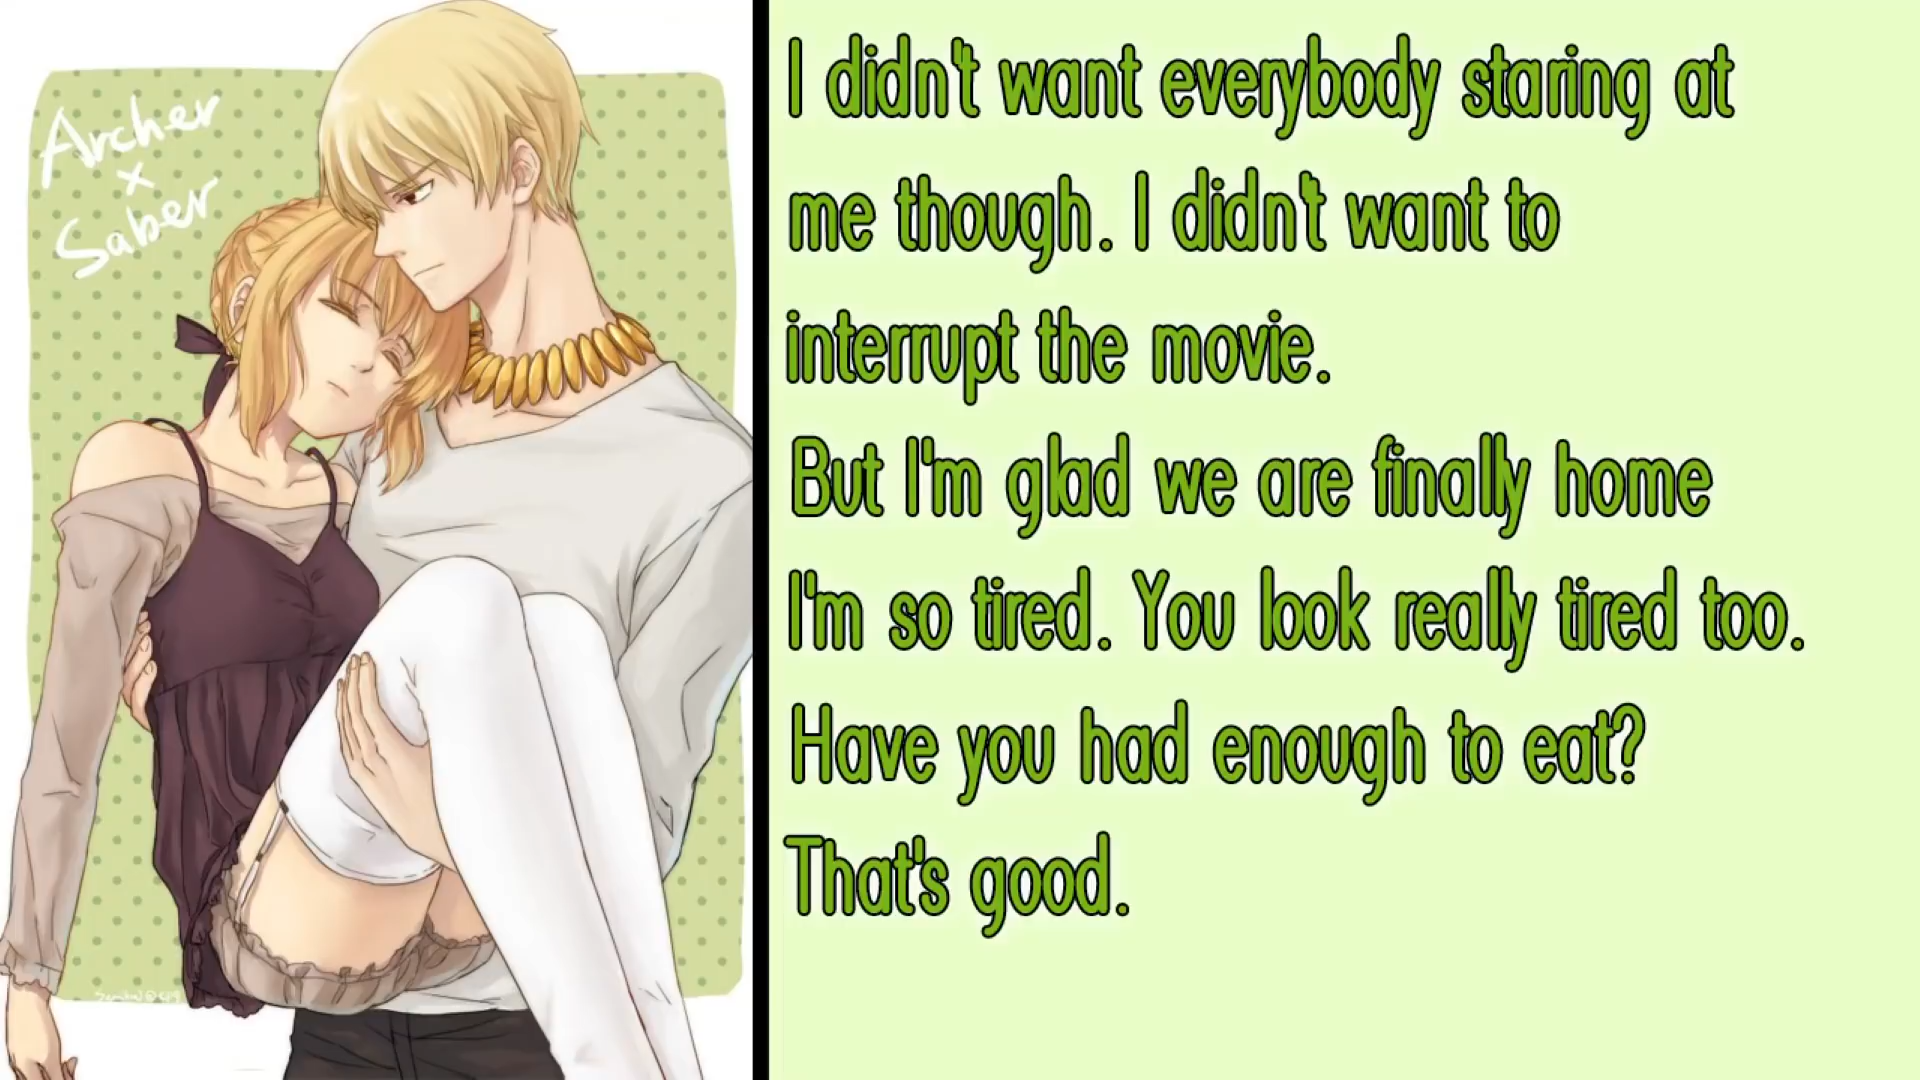 Archer
x
Saber
I didn't want everybody staring at
me though. I didn't want to
interrupt the movie.
But I'm glad we are finally home
I'm so tired. You look really tired too.
Have you had enough to eat?
That's good.